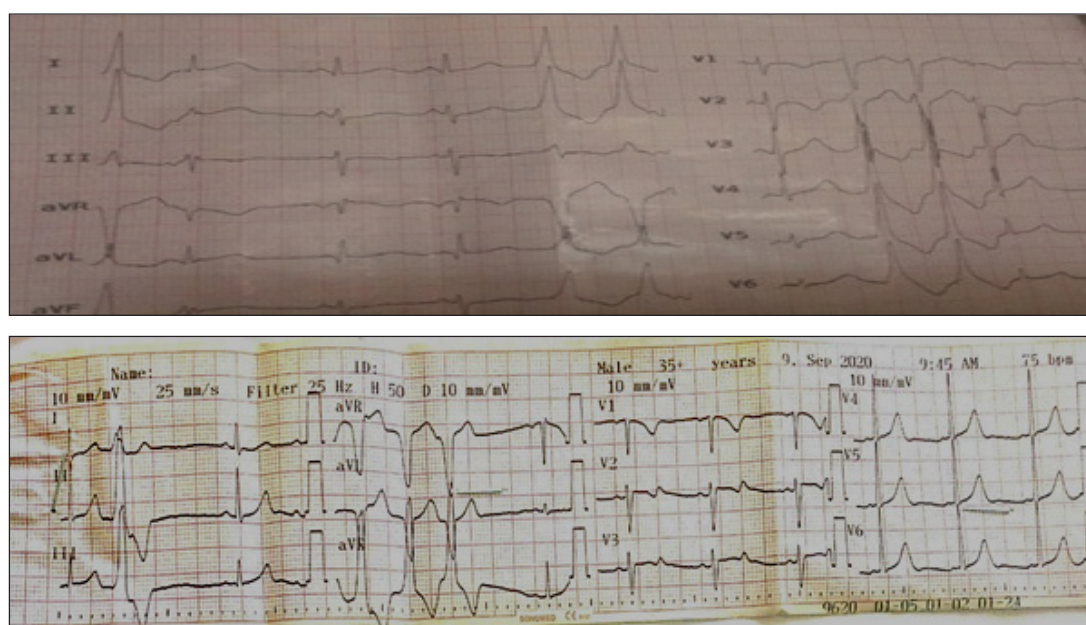 I
II
III
aVR
aVL
aVF
V1
V2
V3
V4
V5
V6
Name:
ID:
Male 35+ years
9. Sep 2020
9:45 AM
75 bpm
10 mm/mV 25 mm/s Filter 25 Hz H 50 D 10 mm/mV
10 mm/mV
10 mm/mV
I
aVR
V1
V4
II
aVL
V2
V5
III
V3
V6
9620 01-05 01-02 01-24